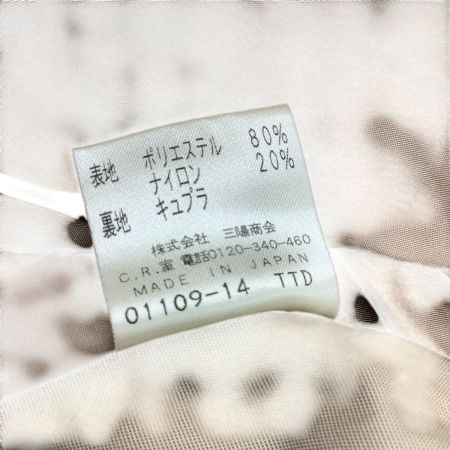 表地 ポリエステル 80%
ナイロン 20%
裏地 キュプラ
株式会社 三陽商会
C.R.室 電話0120-340-460
MADE IN JAPAN
01109-14 TTD